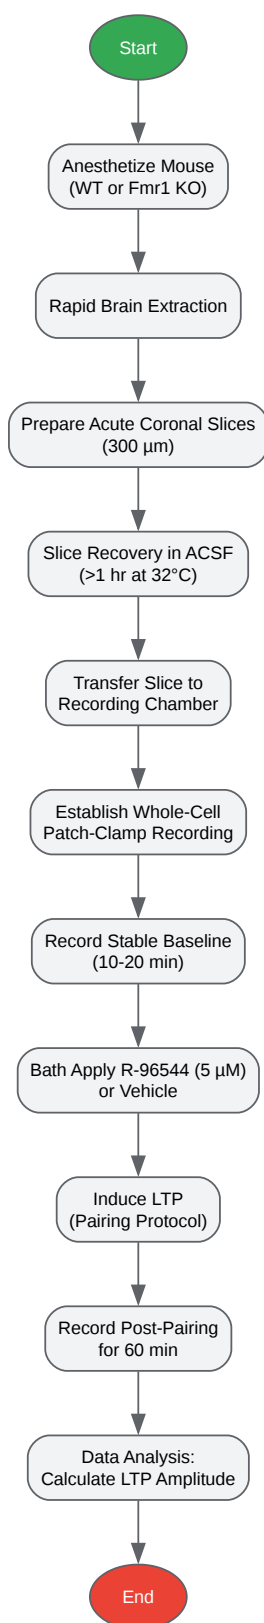 Start
Anesthetize Mouse
(WT or Fmr1 KO)
Rapid Brain Extraction
Prepare Acute Coronal Slices
(300 µm)
Slice Recovery in ACSF
(>1 hr at 32°C)
Transfer Slice to
Recording Chamber
Establish Whole-Cell
Patch-Clamp Recording
Record Stable Baseline
(10-20 min)
Bath Apply R-96544 (5 µM)
or Vehicle
Induce LTP
(Pairing Protocol)
Record Post-Pairing
for 60 min
Data Analysis:
Calculate LTP Amplitude
End